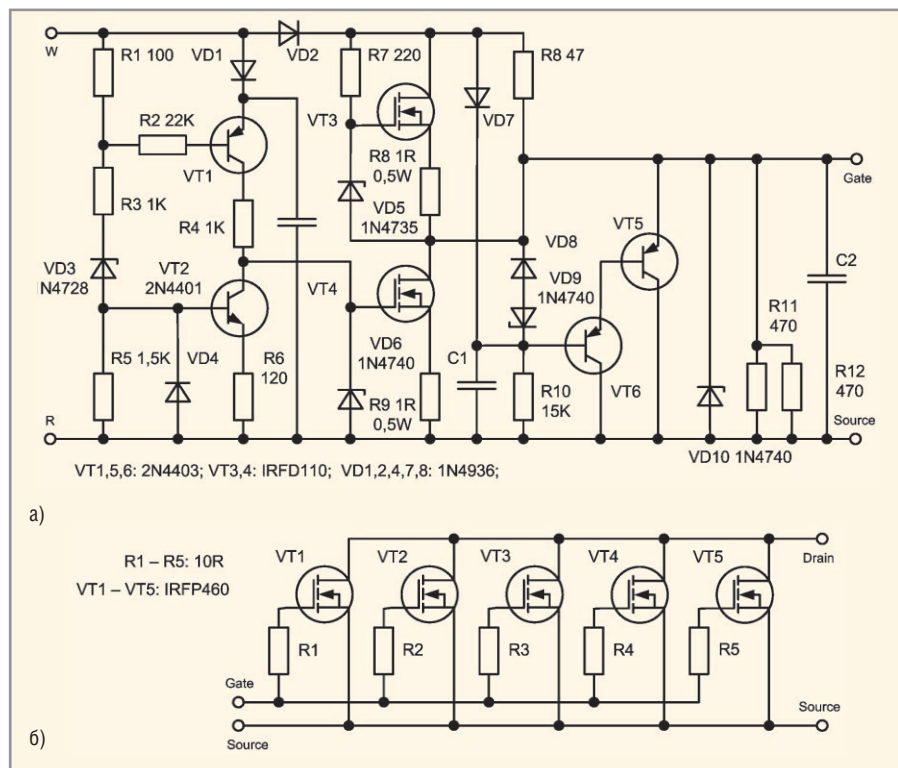 W
R1 100
VD1
VD2
R7 220
R8 47
R2 22K
VT3
VD7
VT1
R8 1R
0,5W
Gate
R3 1K
R4 1K
VD5
1N4735
VT5
VD3
1N4728
VT2
2N4401
VT4
VD8
VD9
1N4740
C2
VD6
1N4740
C1
R11
470
R5 1,5K
VD4
R6
120
R9 1R
0,5W
R10
15K
VT6
R12
470
R
Source
VD10 1N4740
VT1,5,6: 2N4403; VT3,4: IRFD110; VD1,2,4,7,8: 1N4936;
а)
R1 – R5: 10R
VT1 – VT5: IRFP460
VT1
VT2
VT3
VT4
VT5
Drain
R1
R2
R3
R4
R5
Gate
Source
Source
б)